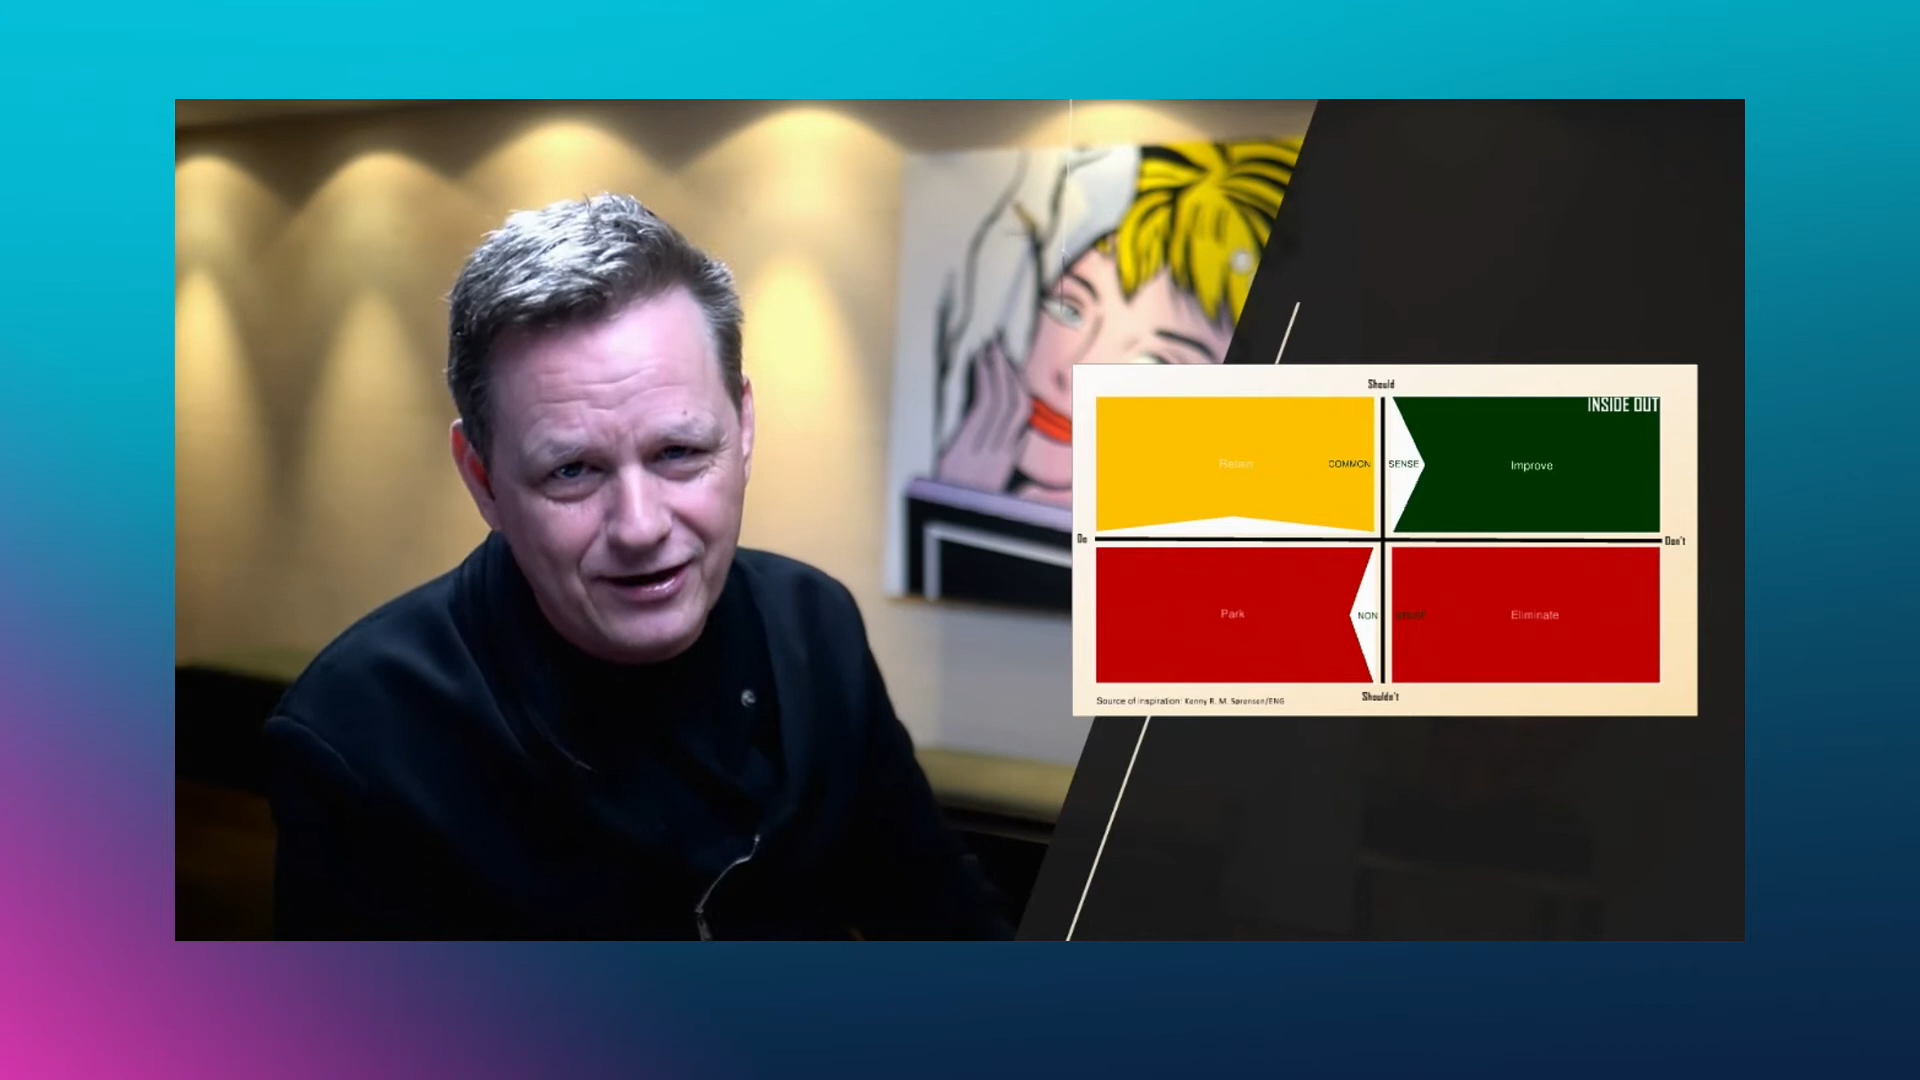 Should
INSIDE OUT
Retain
COMMON
SENSE
Improve
Do
Don't
Park
NON
SENSE
Eliminate
Shouldn't
Source of inspiration: Kenny R. M. Sørensen/ENG